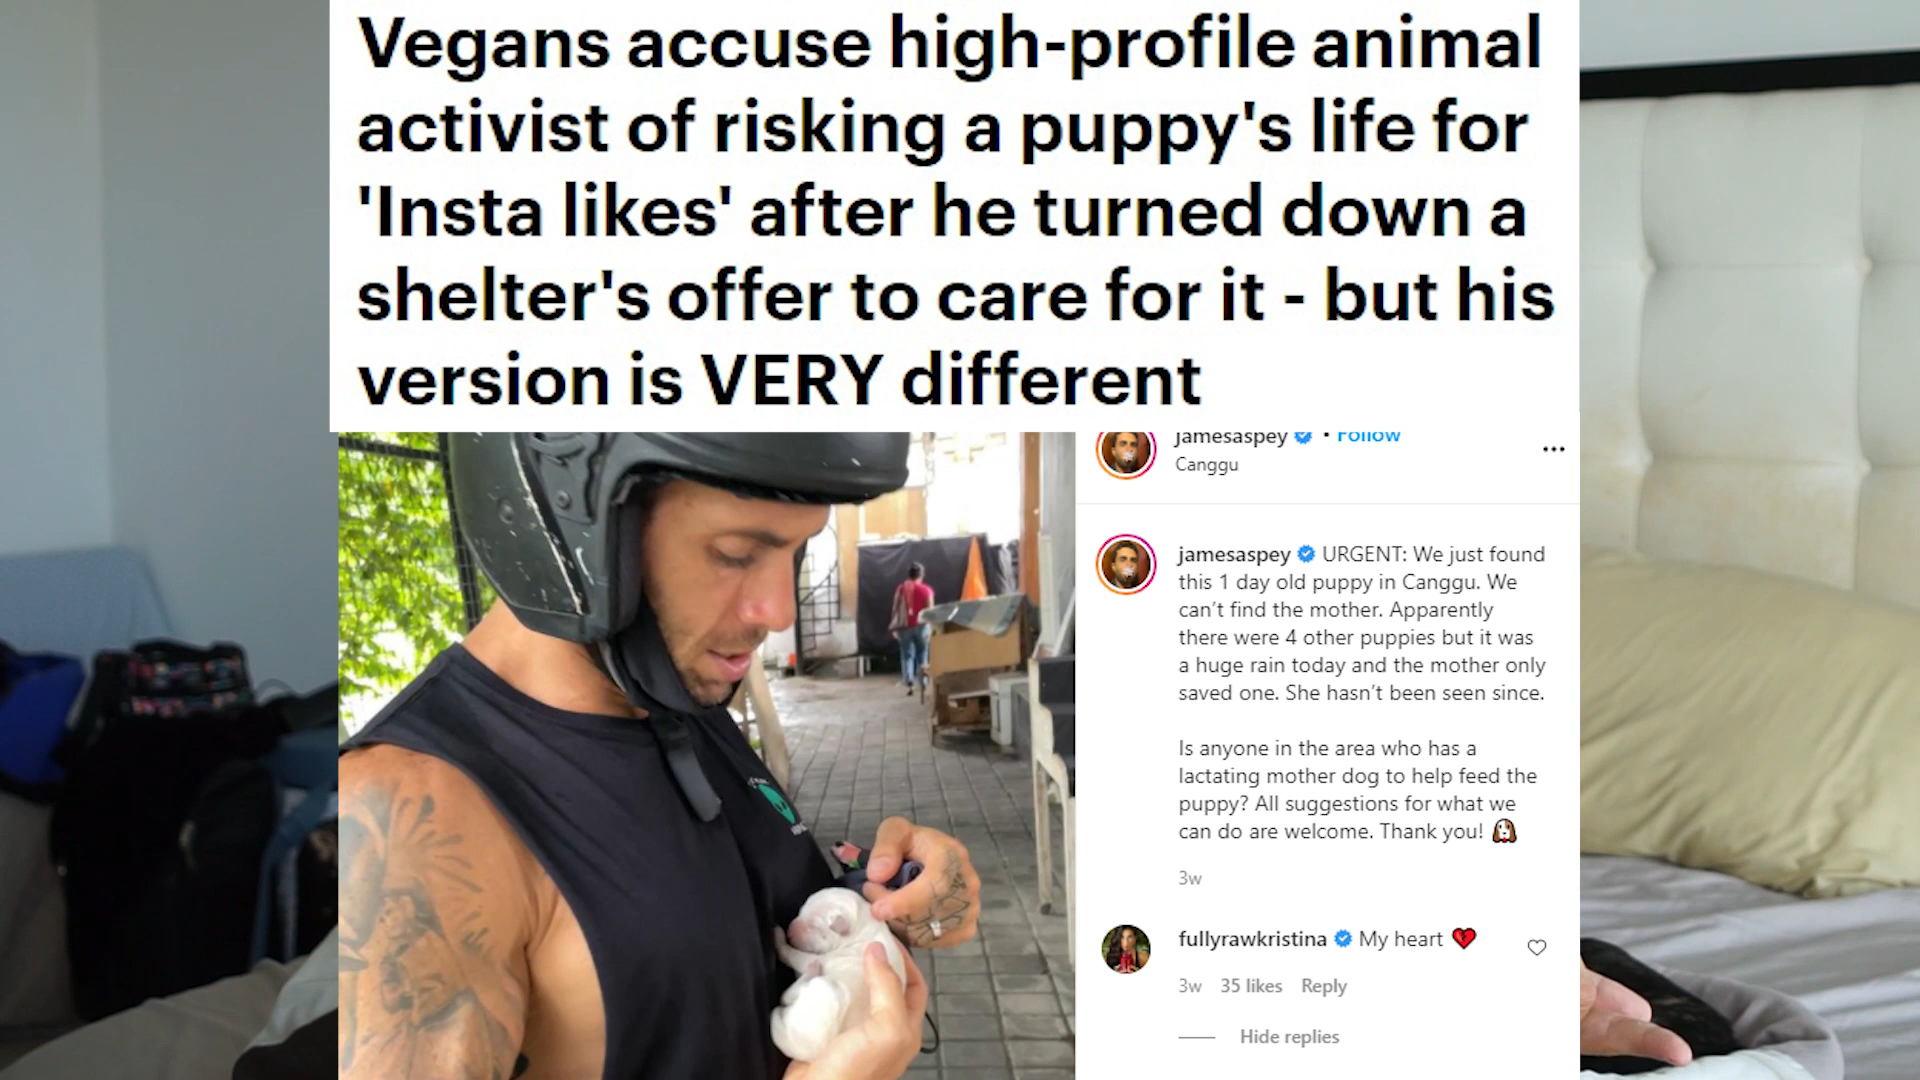 Vegans accuse high-profile animal
activist of risking a puppy's life for
'Insta likes' after he turned down a
shelter's offer to care for it - but his
version is VERY different
jamesaspey • Follow
Canggu
jamesaspey URGENT: We just found
this 1 day old puppy in Canggu. We
can’t find the mother. Apparently
there were 4 other puppies but it was
a huge rain today and the mother only
saved one. She hasn’t been seen since.
Is anyone in the area who has a
lactating mother dog to help feed the
puppy? All suggestions for what we
can do are welcome. Thank you!
3w
fullyrawkristina My heart
3w 35 likes Reply
Hide replies